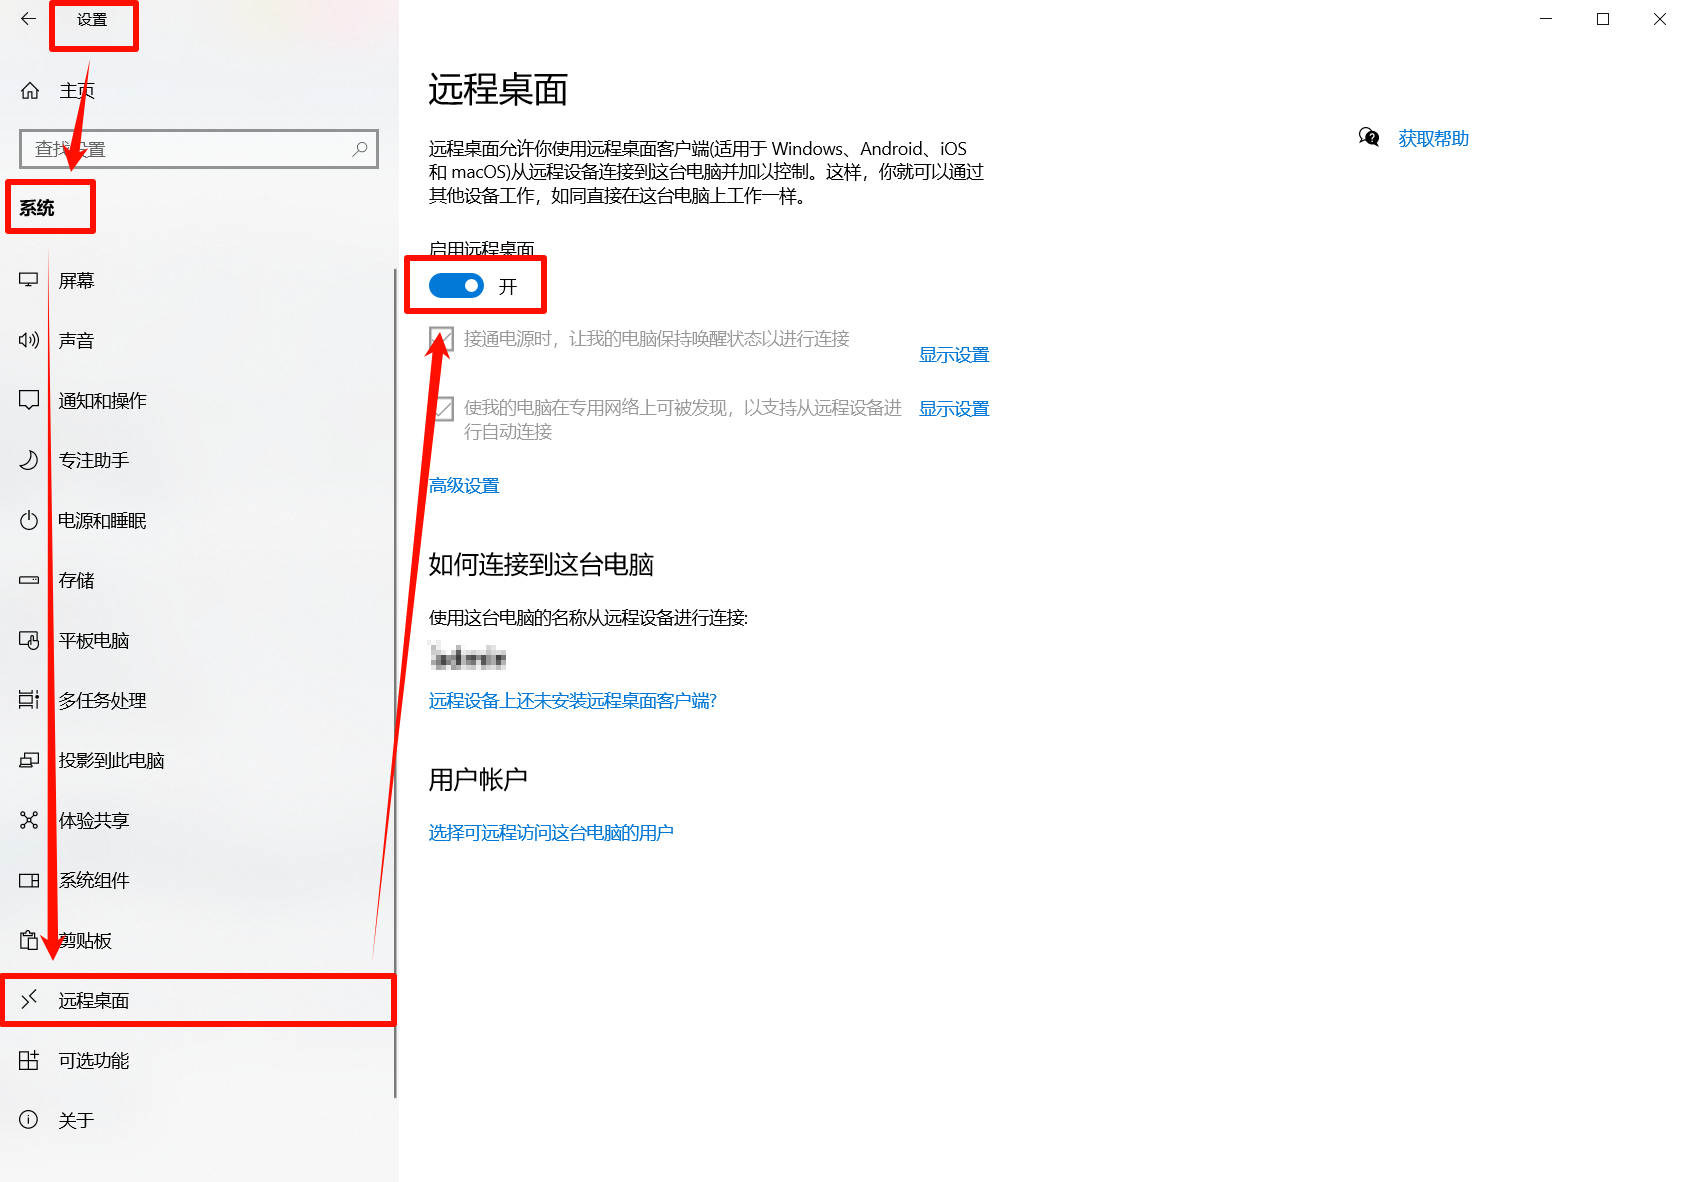 设置
主页
查找设置
系统
屏幕
声音
通知和操作
专注助手
电源和睡眠
存储
平板电脑
多任务处理
投影到此电脑
体验共享
系统组件
剪贴板
远程桌面
可选功能
关于
远程桌面
远程桌面允许你使用远程桌面客户端(适用于 Windows、Android、iOS
和 macOS)从远程设备连接到这台电脑并加以控制。这样，你就可以通过
其他设备工作，如同直接在这台电脑上工作一样。
启用远程桌面
开
接通电源时，让我的电脑保持唤醒状态以进行连接
显示设置
使我的电脑在专用网络上可被发现，以支持从远程设备进
行自动连接
显示设置
高级设置
如何连接到这台电脑
使用这台电脑的名称从远程设备进行连接:
远程设备上还未安装远程桌面客户端?
用户帐户
选择可远程访问这台电脑的用户
获取帮助